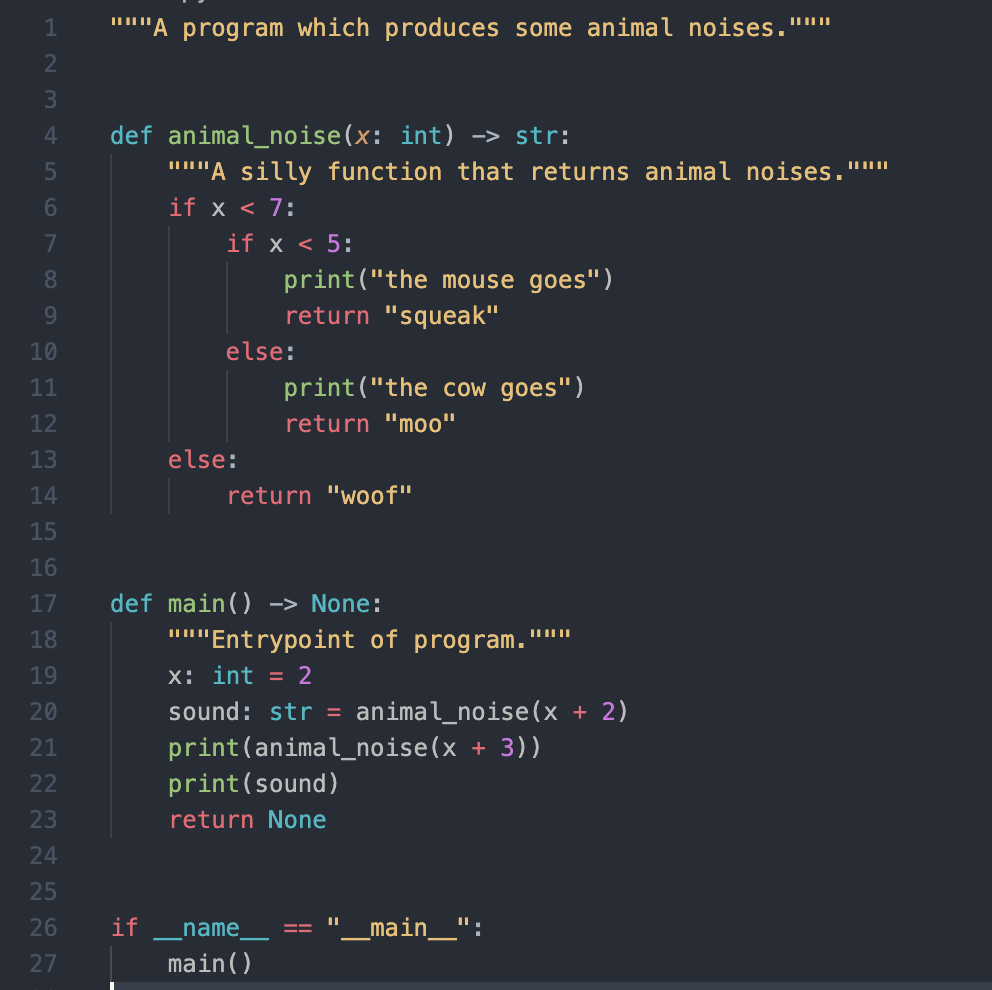 1 """A program which produces some animal noises."""
2
3
4 def animal_noise(x: int) -> str:
5     """A silly function that returns animal noises."""
6     if x < 7:
7         if x < 5:
8             print("the mouse goes")
9             return "squeak"
10         else:
11             print("the cow goes")
12             return "moo"
13     else:
14         return "woof"
15
16
17 def main() -> None:
18     """Entrypoint of program."""
19     x: int = 2
20     sound: str = animal_noise(x + 2)
21     print(animal_noise(x + 3))
22     print(sound)
23     return None
24
25
26 if __name__ == "__main__":
27     main()